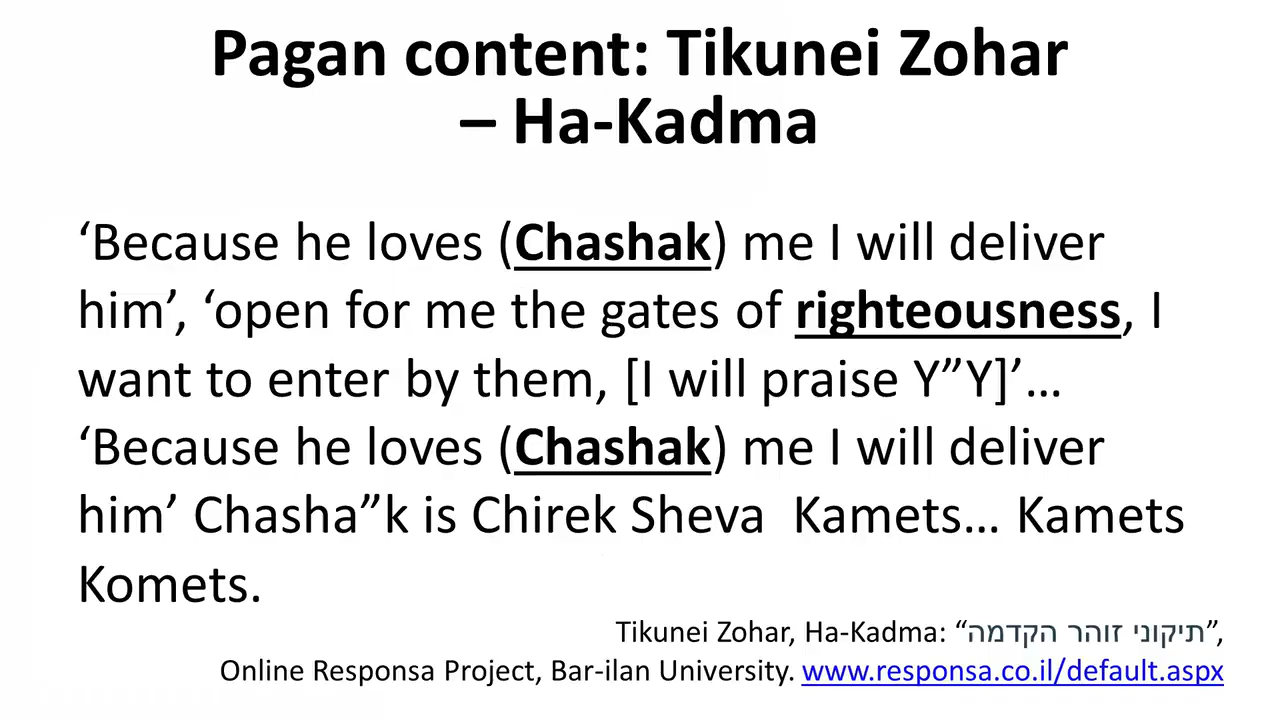 Pagan content: Tikunei Zohar
– Ha-Kadma
‘Because he loves (Chashak) me I will deliver
him’, ‘open for me the gates of righteousness, I
want to enter by them, [I will praise Y”Y]’…
‘Because he loves (Chashak) me I will deliver
him’ Chasha”k is Chirek Sheva  Kamets… Kamets
Komets.
Tikunei Zohar, Ha-Kadma: “תיקוני זוהר הקדמה”,
Online Responsa Project, Bar-ilan University. www.responsa.co.il/default.aspx